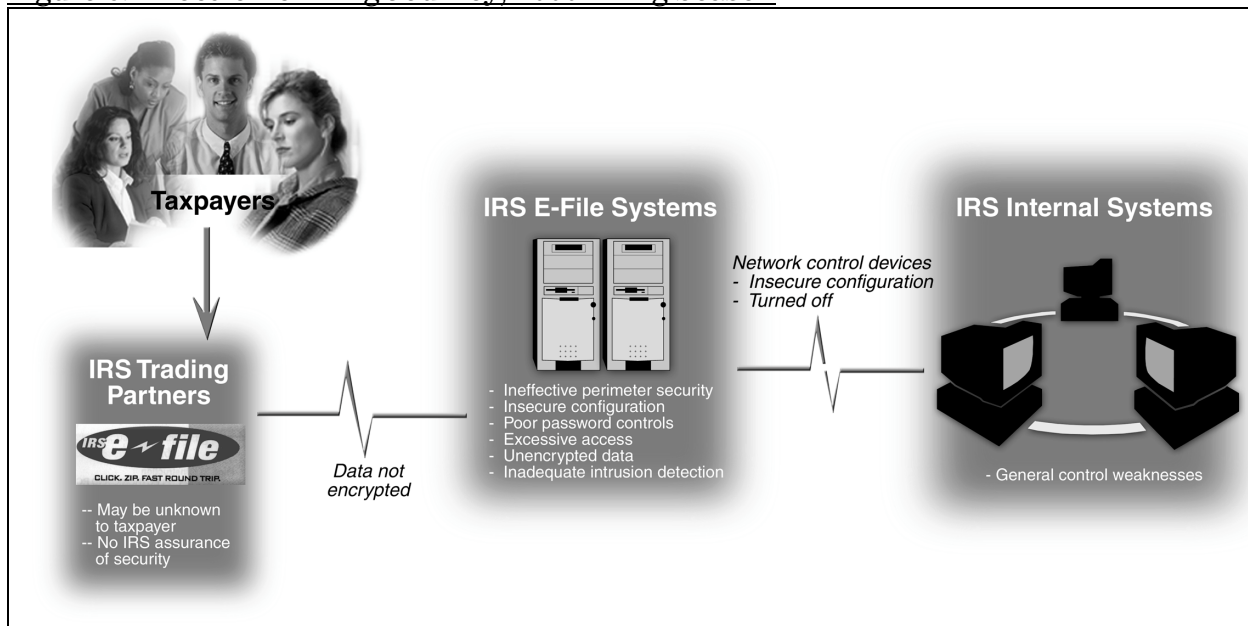 Taxpayers
IRS Trading
Partners
IRS e file
CLICK. ZIP. FAST ROUND TRIP.
-- May be unknown
to taxpayer
-- No IRS assurance
of security
Data not
encrypted
IRS E-File Systems
- Ineffective perimeter security
- Insecure configuration
- Poor password controls
- Excessive access
- Unencrypted data
- Inadequate intrusion detection
Network control devices
- Insecure configuration
- Turned off
IRS Internal Systems
- General control weaknesses